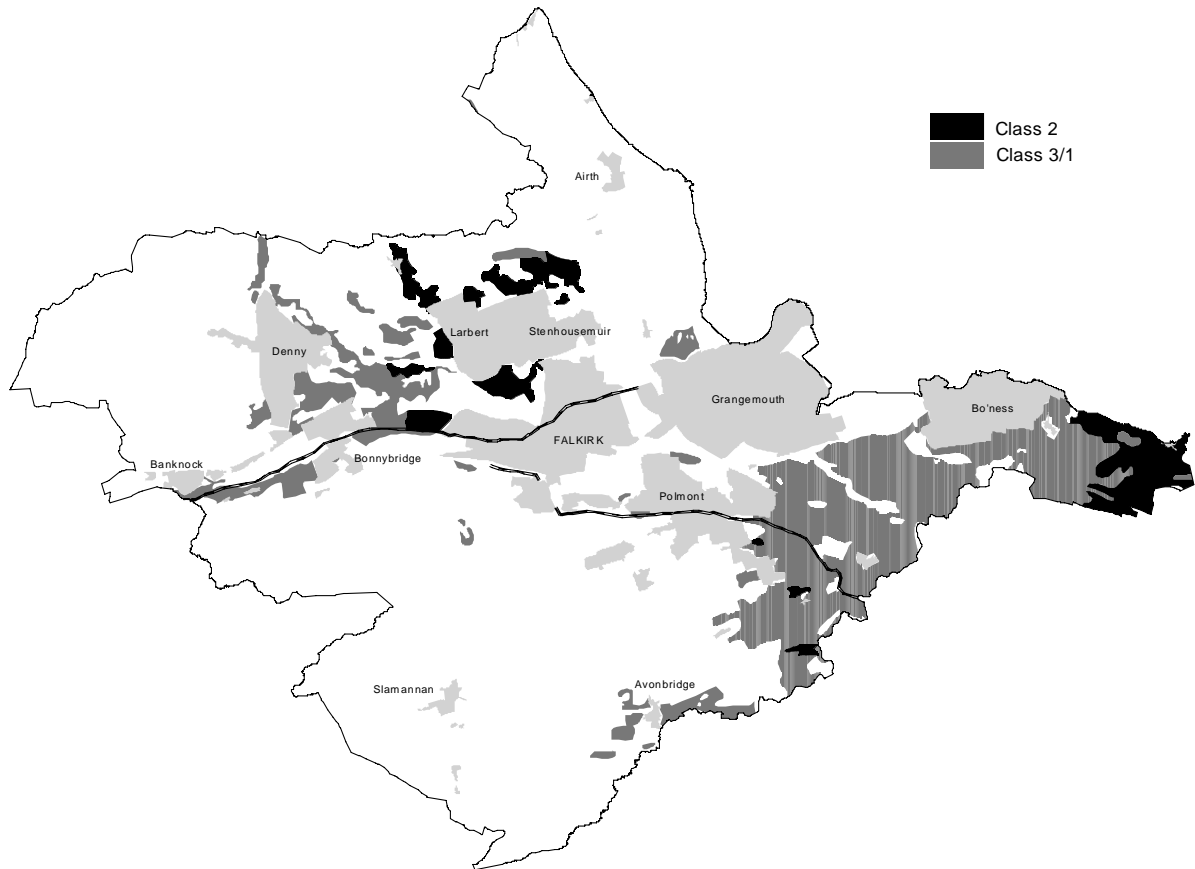 Class 2
Class 3/1
Airth
Larbert
Stenhousemuir
Denny
Grangemouth
Bo'ness
FALKIRK
Bonnybridge
Banknock
Polmont
Avonbridge
Slamannan